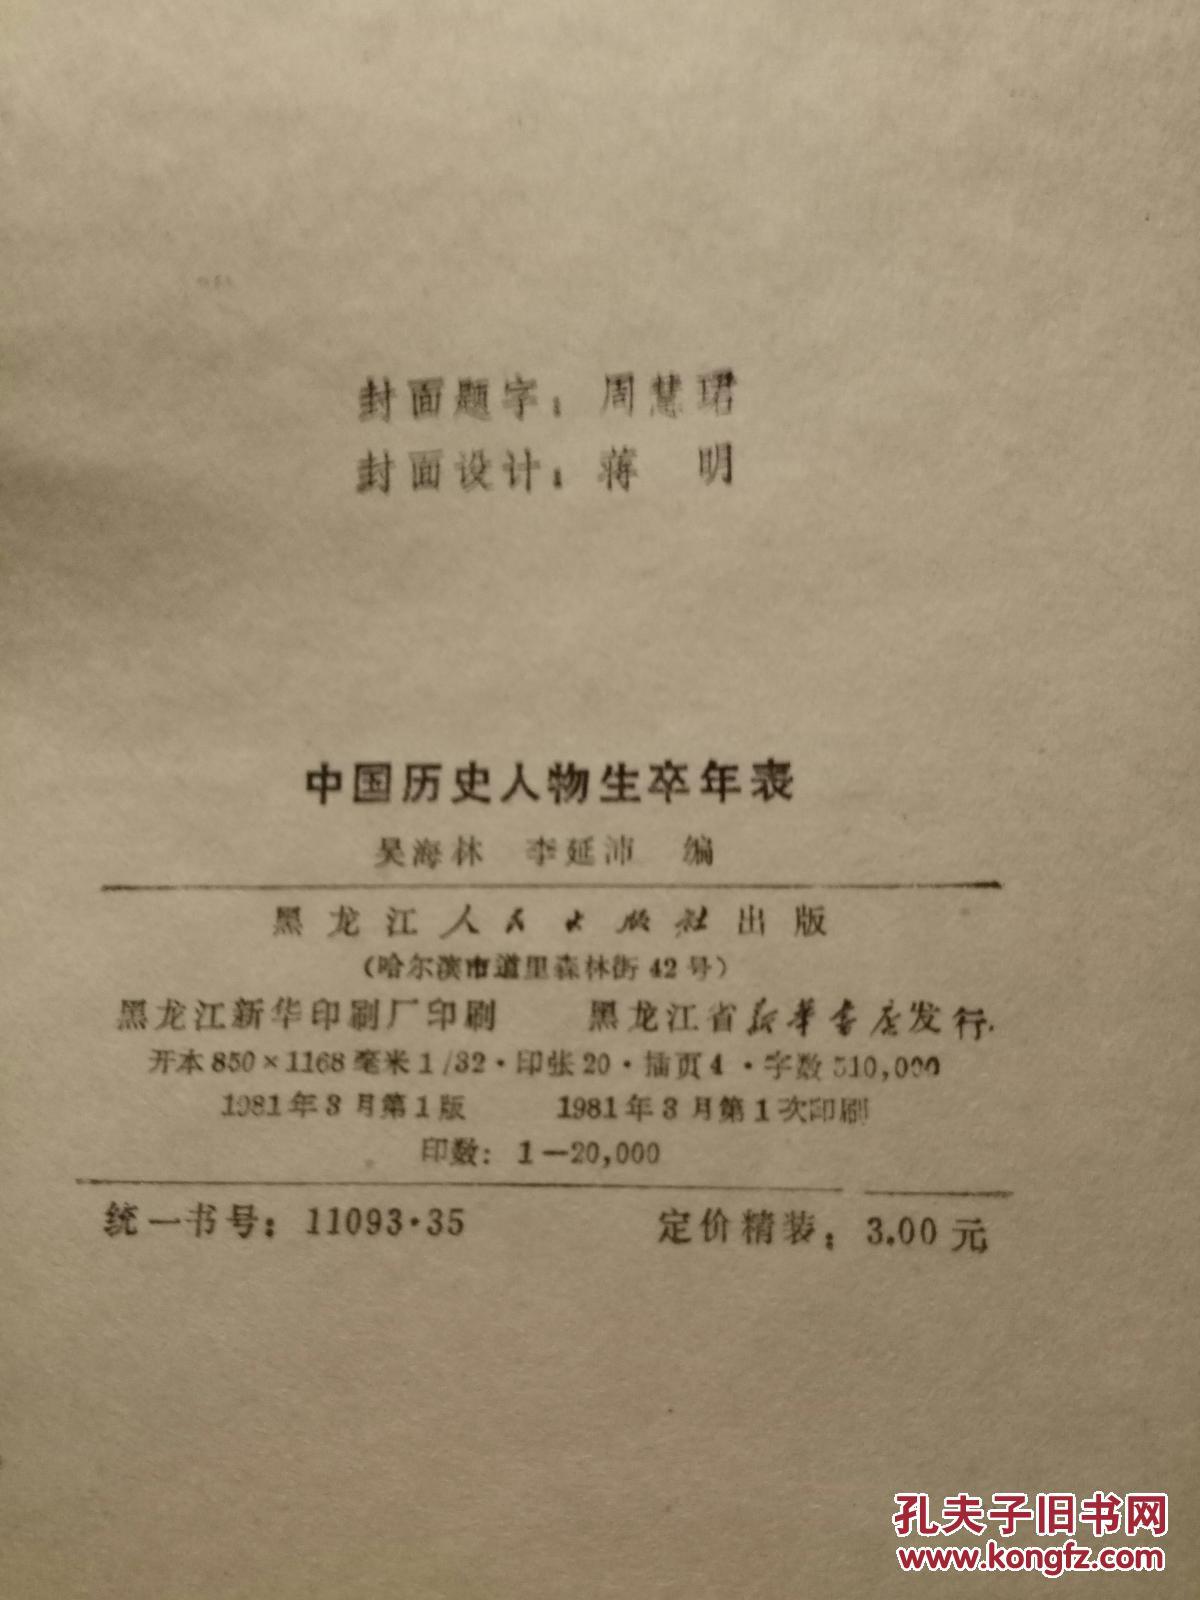 封面题字：周慧珺
封面设计：蒋 明
中国历史人物生卒年表
吴海林 李延沛 编
黑龙江人民出版社出版
（哈尔滨市道里森林街42号）
黑龙江新华印刷厂印刷 黑龙江省新华书店发行
开本850×1168毫米1/32·印张20·插页4·字数510,000
1981年3月第1版 1981年3月第1次印刷
印数：1—20,000
统一书号：11093·35 定价精装：3.00元
孔夫子旧书网
www.kongfz.com